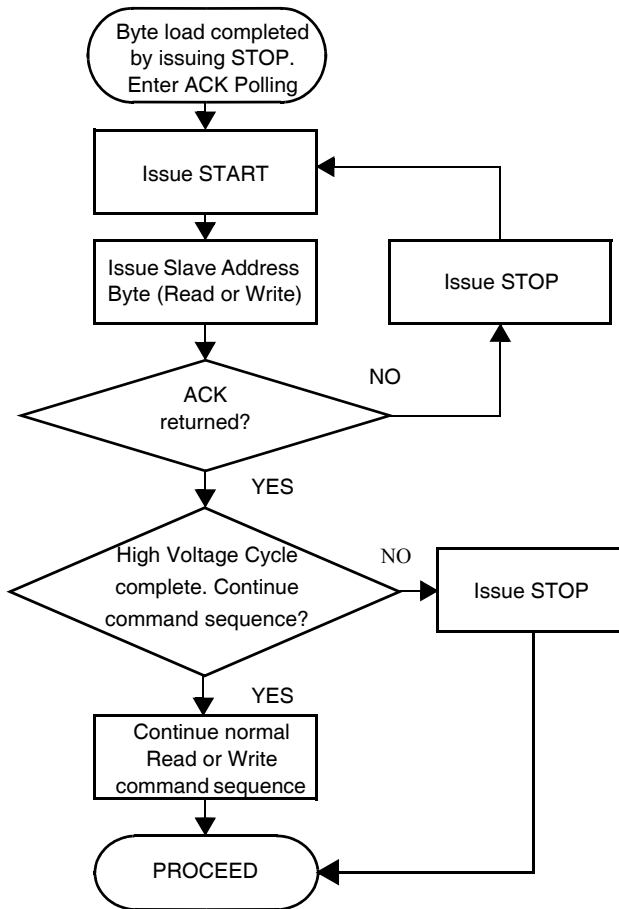 Byte load completed
by issuing STOP.
Enter ACK Polling
Issue START
Issue Slave Address
Byte (Read or Write)
Issue STOP
ACK
returned?
NO
YES
High Voltage Cycle
complete. Continue
command sequence?
NO
Issue STOP
YES
Continue normal
Read or Write
command sequence
PROCEED